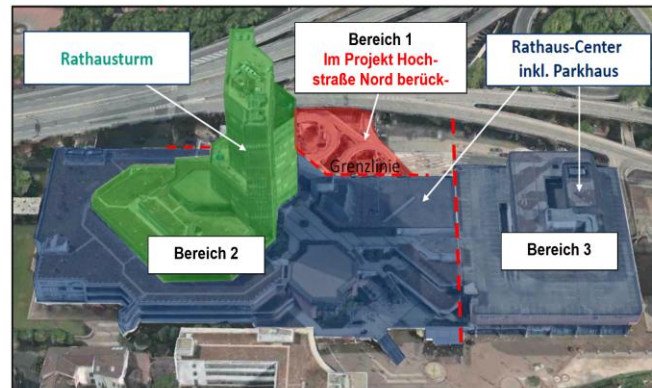 Rathausturm
Bereich 1
Im Projekt Hoch-
straße Nord berück-
Rathaus-Center
inkl. Parkhaus
Grenzlinie
Bereich 2
Bereich 3